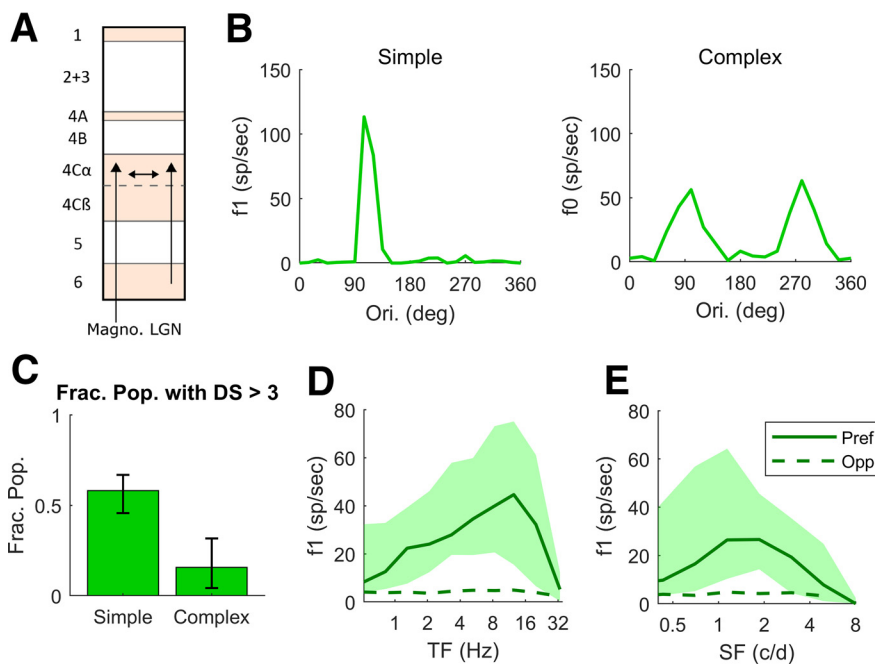 A
1
2+3
4A
4B
4Cα
4Cß
5
6
Magno. LGN
B
Simple
150
100
50
0
f1 (sp/sec)
0 90 180 270 360
Ori. (deg)
Complex
150
100
50
0
f0 (sp/sec)
0 90 180 270 360
Ori. (deg)
C
Frac. Pop. with DS > 3
1
0.5
0
Frac. Pop.
Simple Complex
D
80
60
40
20
0
f1 (sp/sec)
1 2 4 8 16 32
TF (Hz)
E
80
60
40
20
0
f1 (sp/sec)
0.5 1 2 4 8
SF (c/d)
Pref
Opp